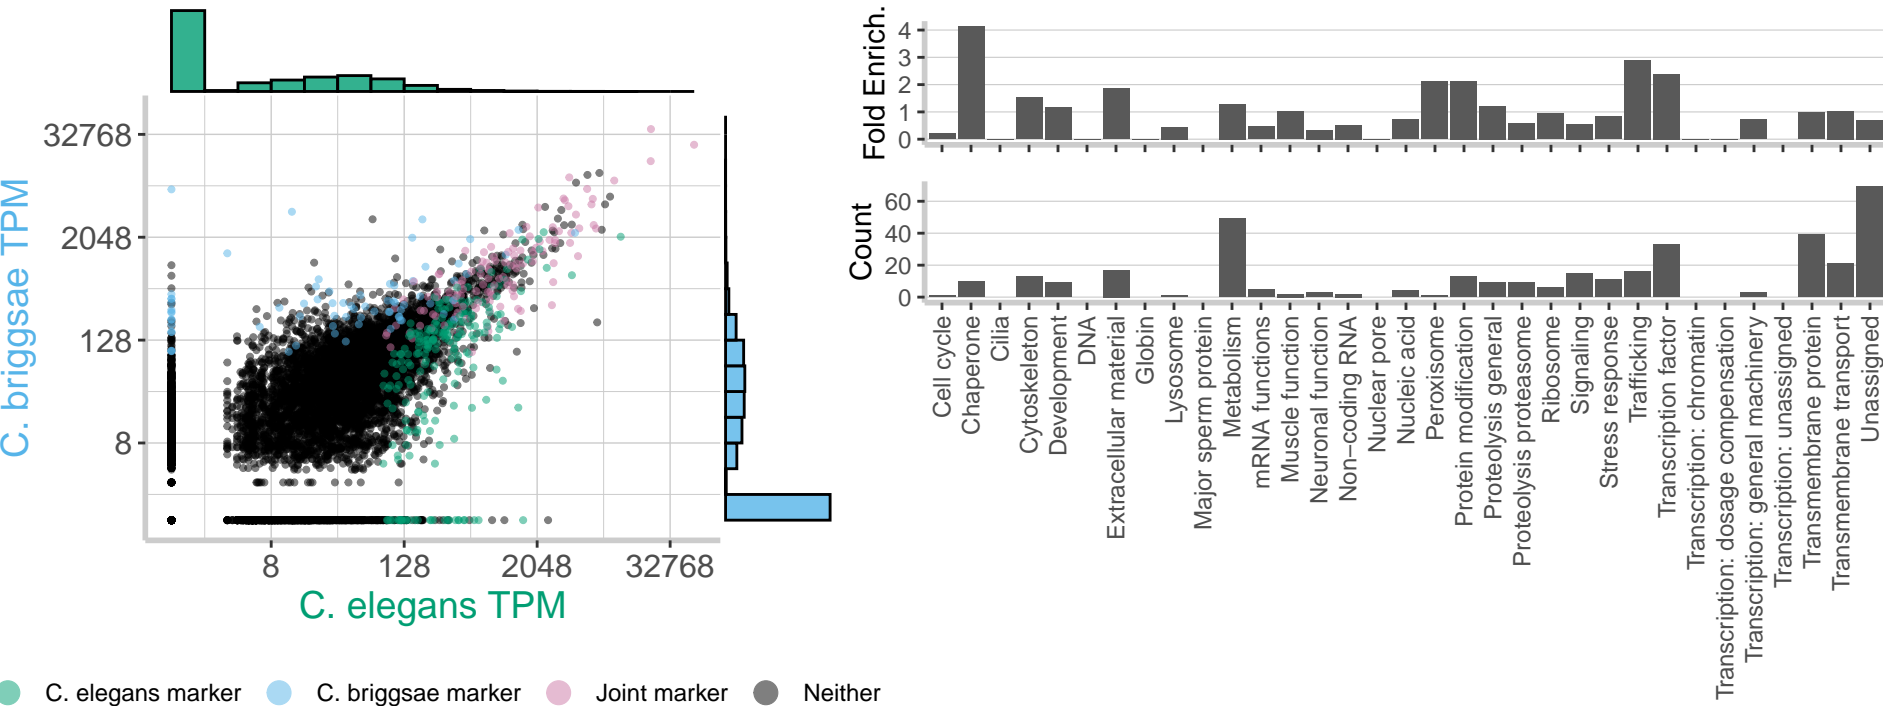 32768
2048
128
8
C. briggsae TPM
8
128
2048
32768
C. elegans TPM
C. elegans marker
C. briggsae marker
Joint marker
Neither
Fold Enrich.
4
3
2
1
0
Count
60
40
20
0
Cell cycle
Chaperone
Cilia
Cytoskeleton
Development
DNA
Extracellular material
Globin
Lysosome
Major sperm protein
Metabolism
mRNA functions
Muscle function
Neuronal function
Non−coding RNA
Nuclear pore
Nucleic acid
Peroxisome
Protein modification
Proteolysis general
Proteolysis proteasome
Ribosome
Signaling
Stress response
Trafficking
Transcription factor
Transcription: chromatin
Transcription: dosage compensation
Transcription: general machinery
Transcription: unassigned
Transmembrane protein
Transmembrane transport
Unassigned